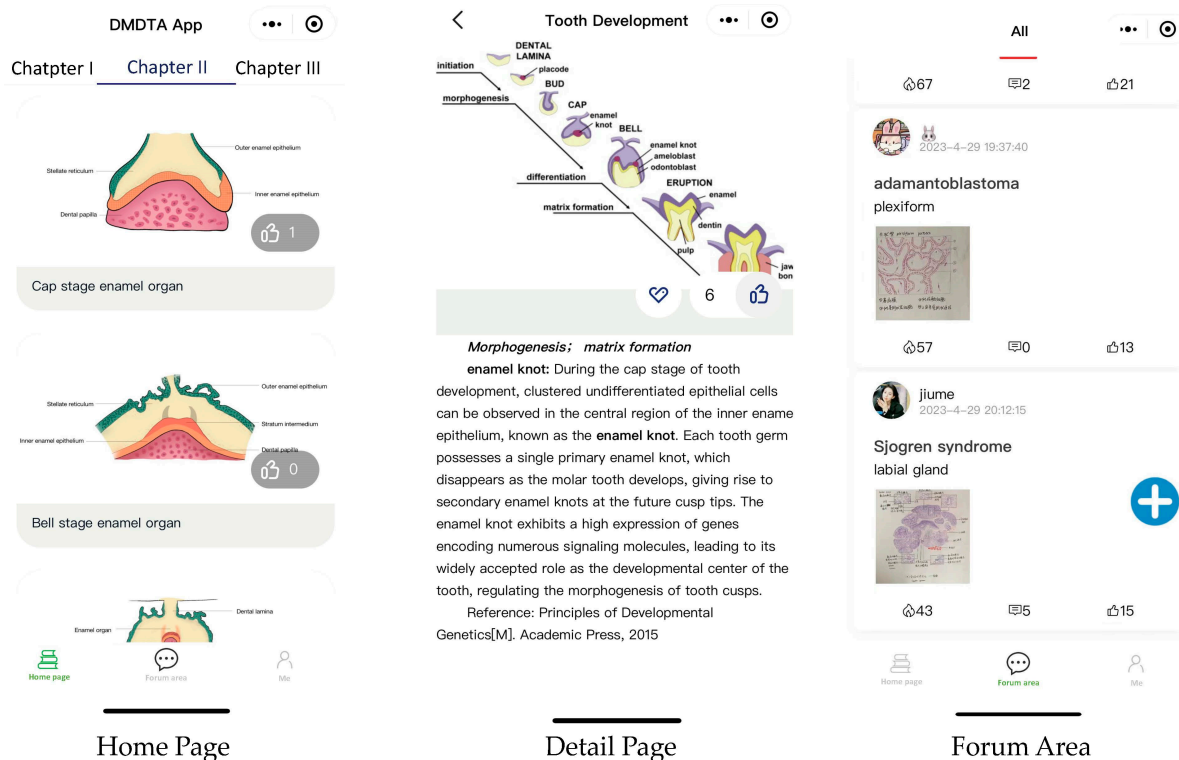 DMDTA App
Chatpter I
Chapter II
Chapter III
Outer enamel epithelium
Stellate reticulum
Inner enamel epithelium
Dental papilla
1
Cap stage enamel organ
Outer enamel epithelium
Stellate reticulum
Stratum intermedium
Inner enamel epithelium
Dental papilla
0
Bell stage enamel organ
Dental lamina
Enamel organ
Home page
Forum area
Me
Home Page
Tooth Development
DENTAL
LAMINA
initiation
placode
BUD
morphogenesis
CAP
enamel
knot
BELL
enamel knot
ameloblast
odontoblast
differentiation
ERUPTION
enamel
matrix formation
dentin
pulp
jaw
bon
6
Morphogenesis; matrix formation
enamel knot: During the cap stage of tooth
development, clustered undifferentiated epithelial cells
can be observed in the central region of the inner ename
epithelium, known as the enamel knot. Each tooth germ
possesses a single primary enamel knot, which
disappears as the molar tooth develops, giving rise to
secondary enamel knots at the future cusp tips. The
enamel knot exhibits a high expression of genes
encoding numerous signaling molecules, leading to its
widely accepted role as the developmental center of the
tooth, regulating the morphogenesis of tooth cusps.
Reference: Principles of Developmental
Genetics[M]. Academic Press, 2015
Detail Page
All
67
2
21
2023-4-29 19:37:40
adamantoblastoma
plexiform
57
0
13
jiume
2023-4-29 20:12:15
Sjogren syndrome
labial gland
43
5
15
Home page
Forum area
Me
Forum Area